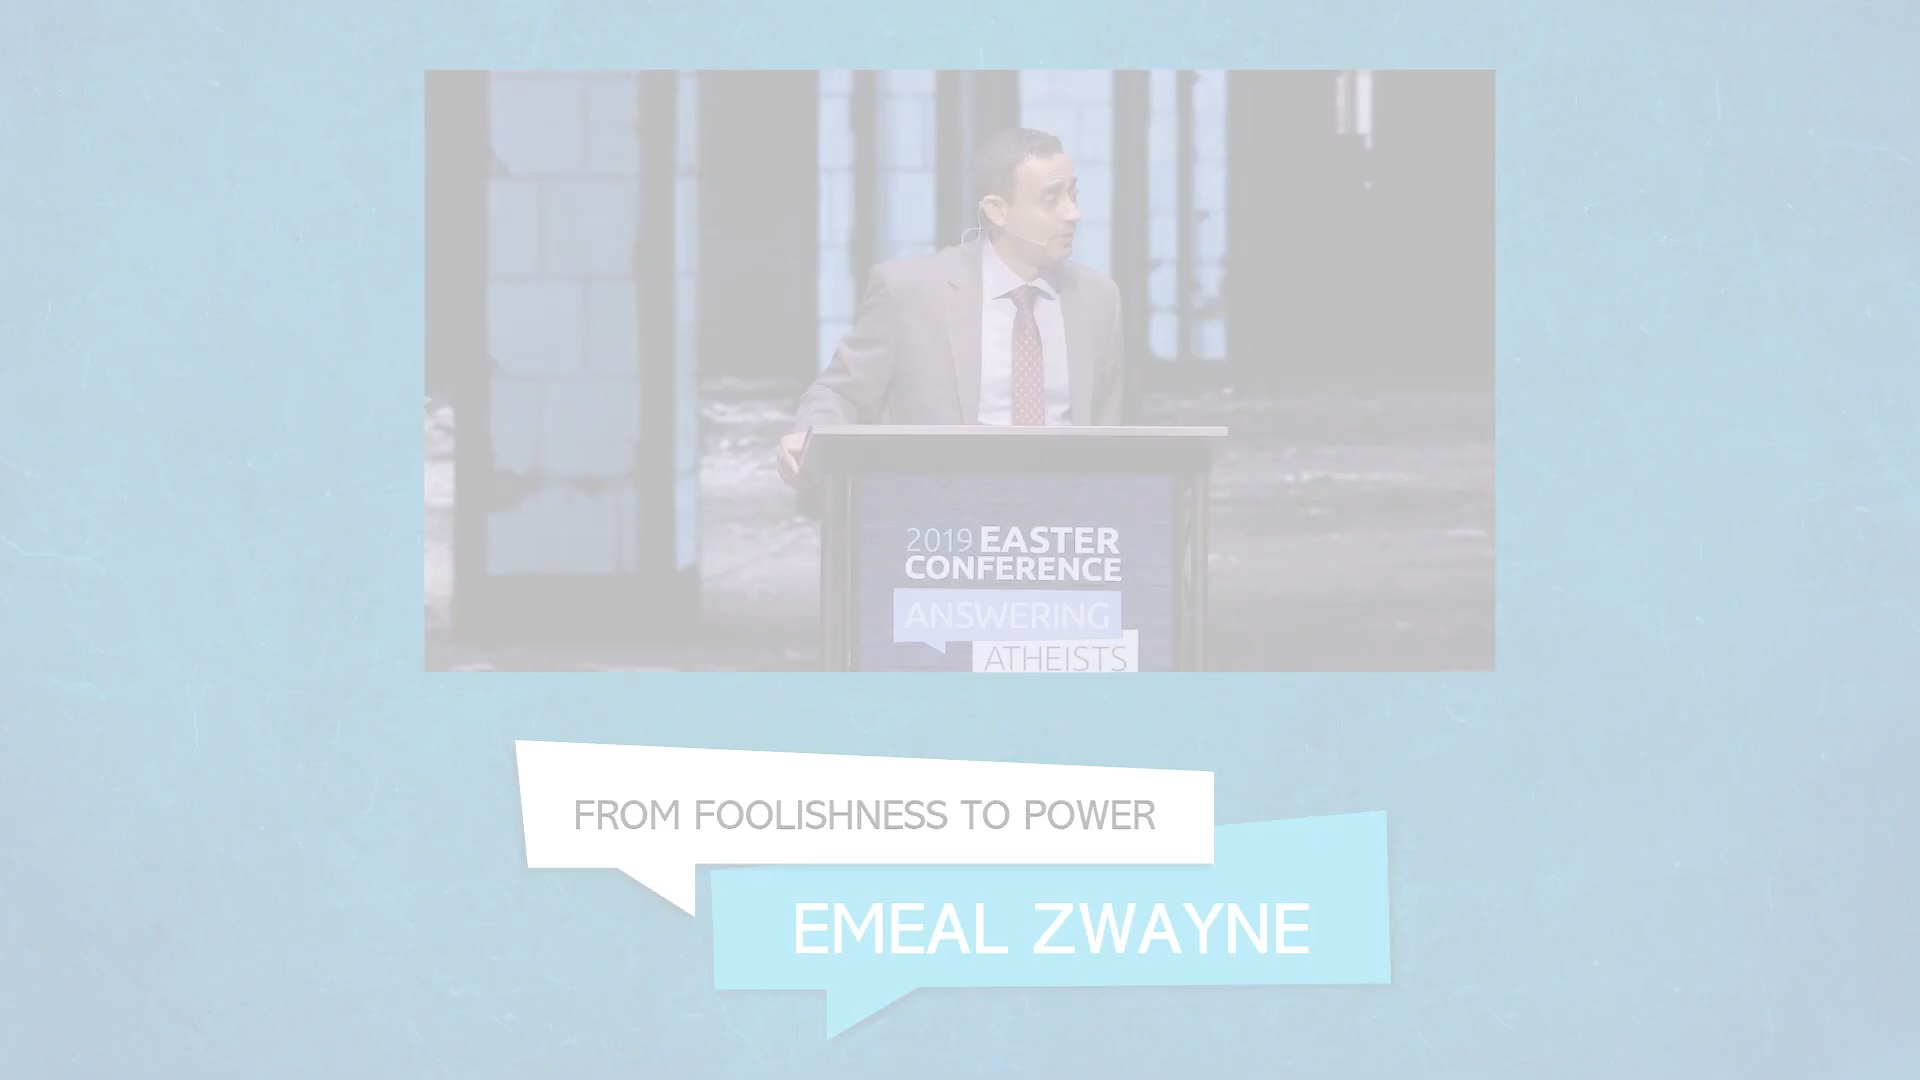 2019 EASTER
CONFERENCE
ANSWERING
ATHEISTS
FROM FOOLISHNESS TO POWER
EMEAL ZWAYNE